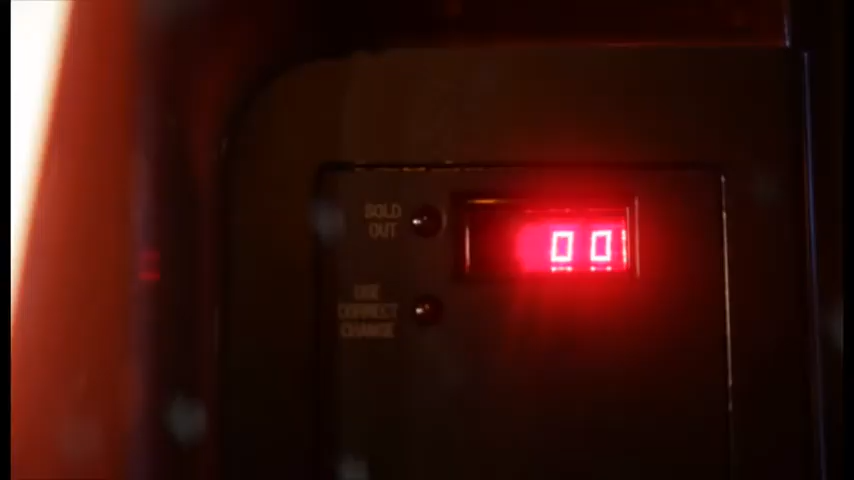 SOLD
OUT
00
USE
CORRECT
CHANGE